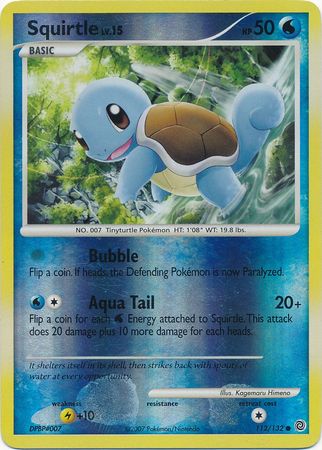 Squirtle LV.15 HP 50
BASIC
NO. 007 Tinyturtle Pokémon HT: 1'08" WT: 19.8 lbs.
Bubble
Flip a coin. If heads, the Defending Pokémon is now Paralyzed.
Aqua Tail 20+
Flip a coin for each Energy attached to Squirtle. This attack
does 20 damage plus 10 more damage for each heads.
It shelters itself in its shell, then strikes back with spouts of
water at every opportunity.
Illus. Kagemaru Himeno
weakness resistance retreat cost
+10
DPBP#007 ©2007 Pokémon/Nintendo 112/132